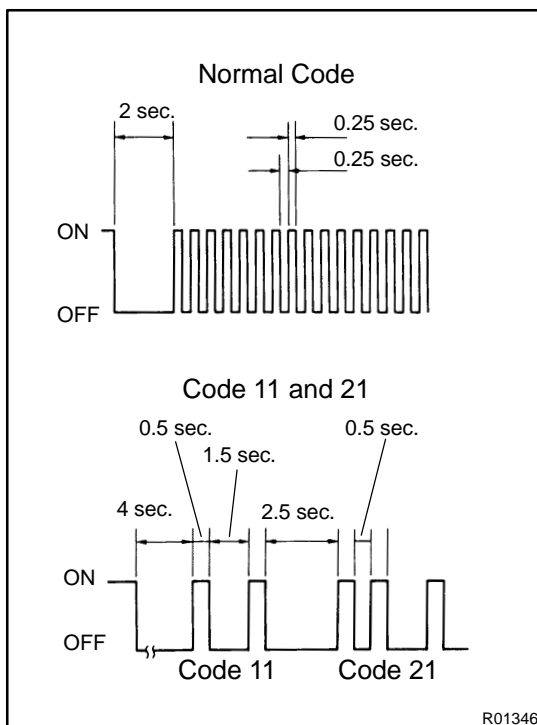 Normal Code
2 sec.
0.25 sec.
0.25 sec.
ON
OFF
Code 11 and 21
0.5 sec.
0.5 sec.
1.5 sec.
4 sec.
2.5 sec.
ON
OFF
Code 11
Code 21
R01346